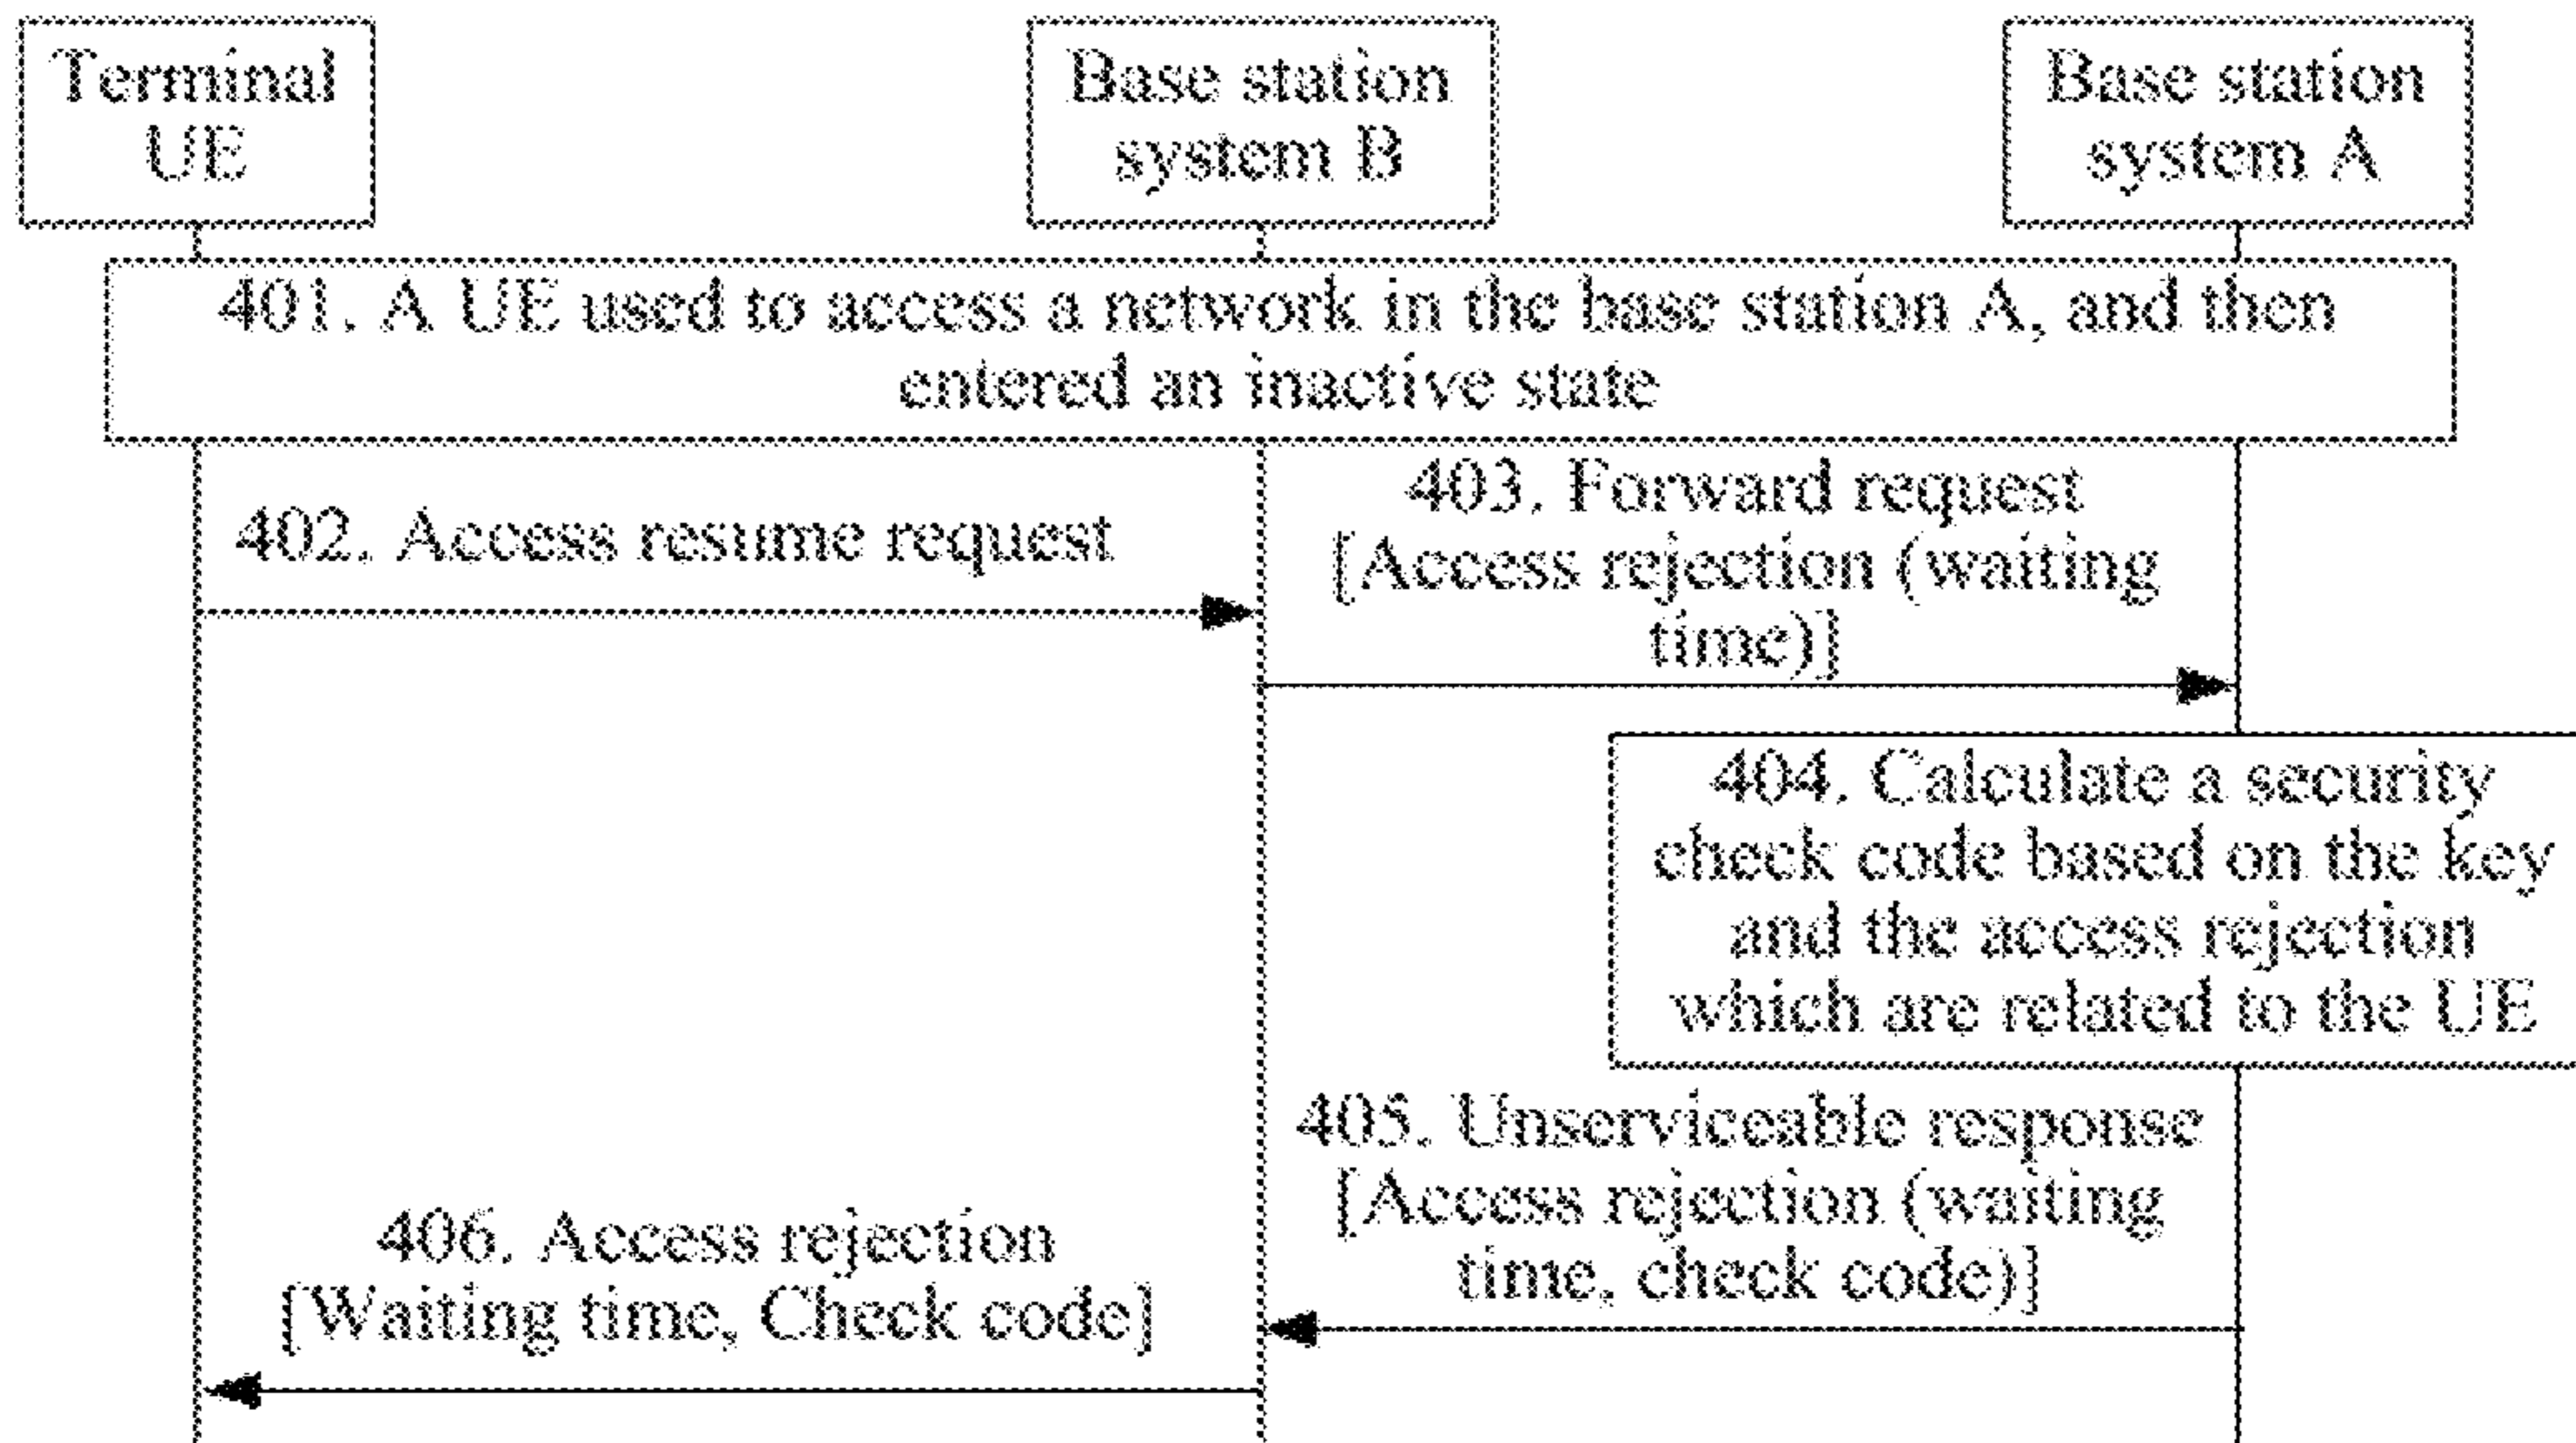 Terminal
UE
Base station
system B
Base station
system A
401. A UE used to access a network in the base station A, and then
entered an inactive state
402. Access resume request
403. Forward request
[Access rejection (waiting
time)]
404. Calculate a security
check code based on the key
and the access rejection
which are related to the UE
405. Unserviceable response
[Access rejection (waiting
time, check code)]
406. Access rejection
[Waiting time, Check code]